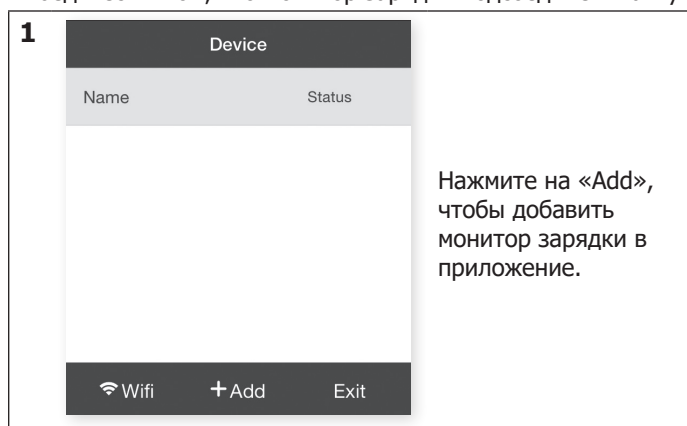 1
Device
Name Status
Нажмите на «Add»,
чтобы добавить
монитор зарядки в
приложение.
Wifi +Add Exit